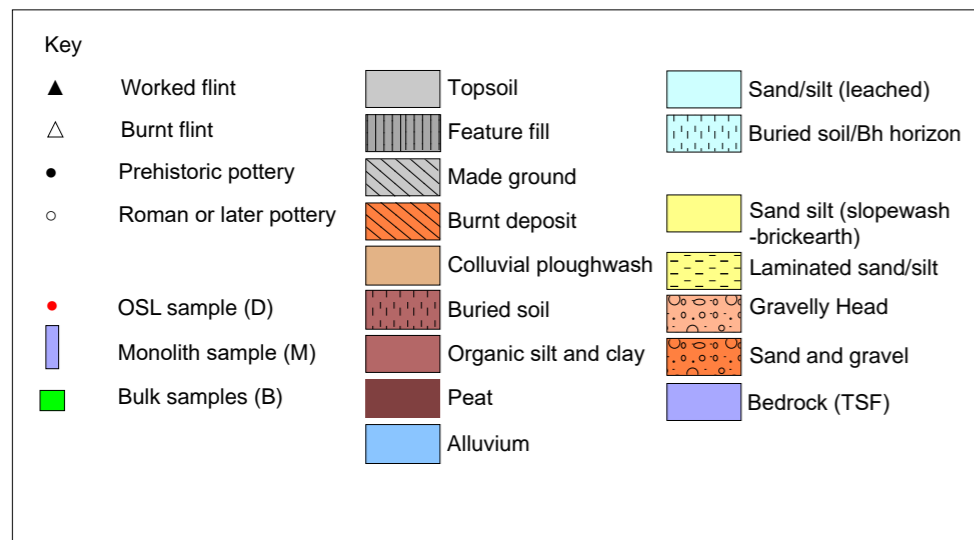 Key
Worked flint
Burnt flint
Prehistoric pottery
Roman or later pottery
OSL sample (D)
Monolith sample (M)
Bulk samples (B)
Topsoil
Feature fill
Made ground
Burnt deposit
Colluvial ploughwash
Buried soil
Organic silt and clay
Peat
Alluvium
Sand/silt (leached)
Buried soil/Bh horizon
Sand silt (slopewash
-brickearth)
Laminated sand/silt
Gravelly Head
Sand and gravel
Bedrock (TSF)